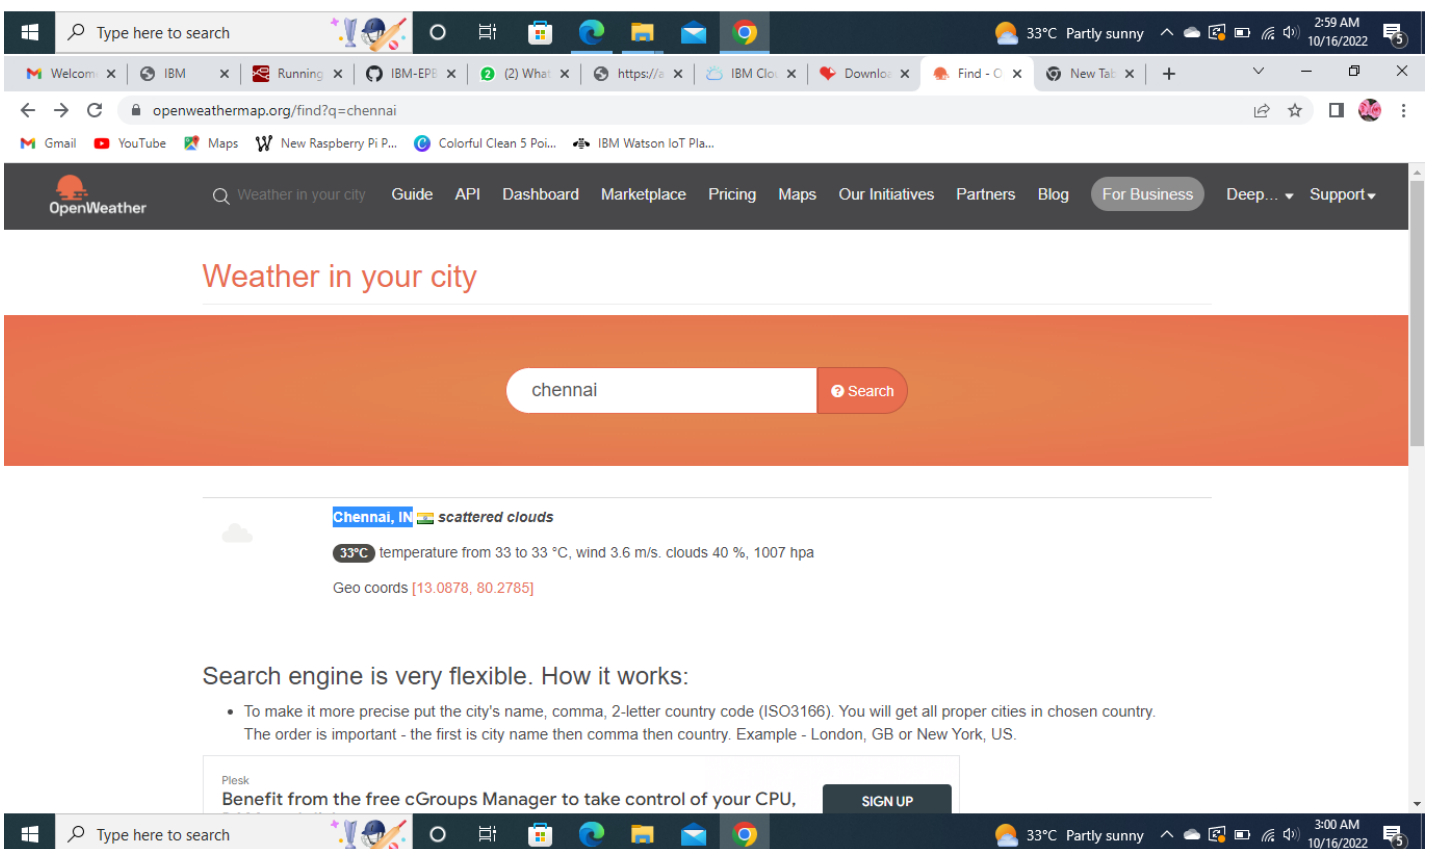 Type here to search
33°C Partly sunny
2:59 AM
10/16/2022
5
Welcom
IBM
Running
IBM-EPB
2
(2) What
https://a
IBM Clo
Downloa
Find - O
New Tab
openweathermap.org/find?q=chennai
Gmail YouTube Maps New Raspberry Pi P... Colorful Clean 5 Poi... IBM Watson IoT Pla...
OpenWeather
Weather in your city Guide API Dashboard Marketplace Pricing Maps Our Initiatives Partners Blog For Business Deep... Support
Weather in your city
chennai Search
Chennai, IN scattered clouds
33°C temperature from 33 to 33 °C, wind 3.6 m/s. clouds 40 %, 1007 hpa
Geo coords [13.0878, 80.2785]
Search engine is very flexible. How it works:
• To make it more precise put the city's name, comma, 2-letter country code (ISO3166). You will get all proper cities in chosen country.
The order is important - the first is city name then comma then country. Example - London, GB or New York, US.
Plesk
Benefit from the free cGroups Manager to take control of your CPU,
SIGN UP
Type here to search
33°C Partly sunny
3:00 AM
10/16/2022
5